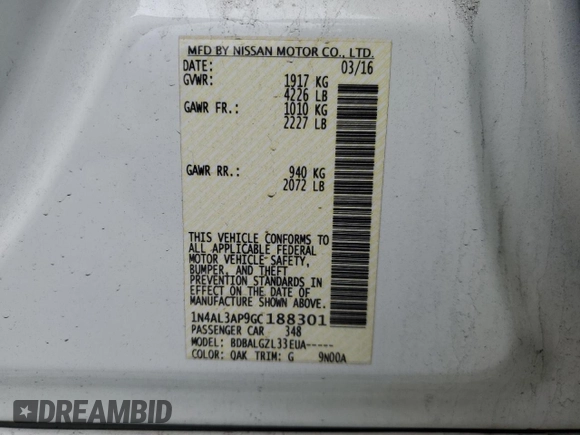 MFD BY NISSAN MOTOR CO., LTD.
DATE: 03/16
GVWR: 1917 KG
4226 LB
GAWR FR.: 1010 KG
2227 LB
GAWR RR.: 940 KG
2072 LB
THIS VEHICLE CONFORMS TO
ALL APPLICABLE FEDERAL
MOTOR VEHICLE SAFETY,
BUMPER, AND THEFT
PREVENTION STANDARDS IN
EFFECT ON THE DATE OF
MANUFACTURE SHOWN ABOVE.
1N4AL3AP9GC188301
PASSENGER CAR 348
MODEL: BDBALGZL33EUA-----
COLOR: QAK TRIM: G 9N00A
DREAMBID